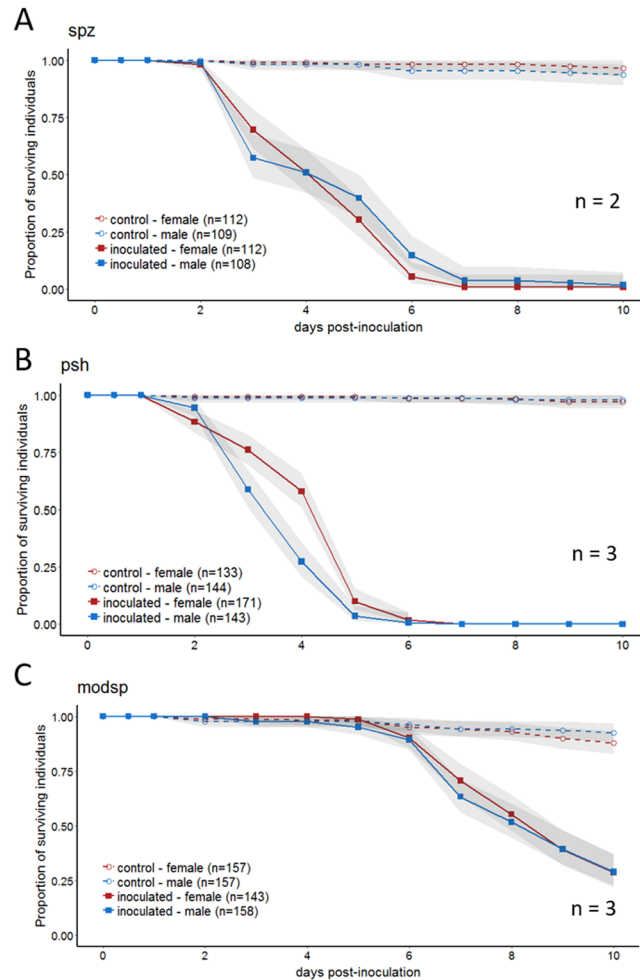 A
spz
Proportion of surviving individuals
1.00
0.75
0.50
0.25
0.00
control - female (n=112)
control - male (n=109)
inoculated - female (n=112)
inoculated - male (n=108)
n = 2
0 2 4 6 8 10
days post-inoculation
B
psh
Proportion of surviving individuals
1.00
0.75
0.50
0.25
0.00
control - female (n=133)
control - male (n=144)
inoculated - female (n=171)
inoculated - male (n=143)
n = 3
0 2 4 6 8 10
days post-inoculation
C
modsp
Proportion of surviving individuals
1.00
0.75
0.50
0.25
0.00
control - female (n=157)
control - male (n=157)
inoculated - female (n=143)
inoculated - male (n=158)
n = 3
0 2 4 6 8 10
days post-inoculation